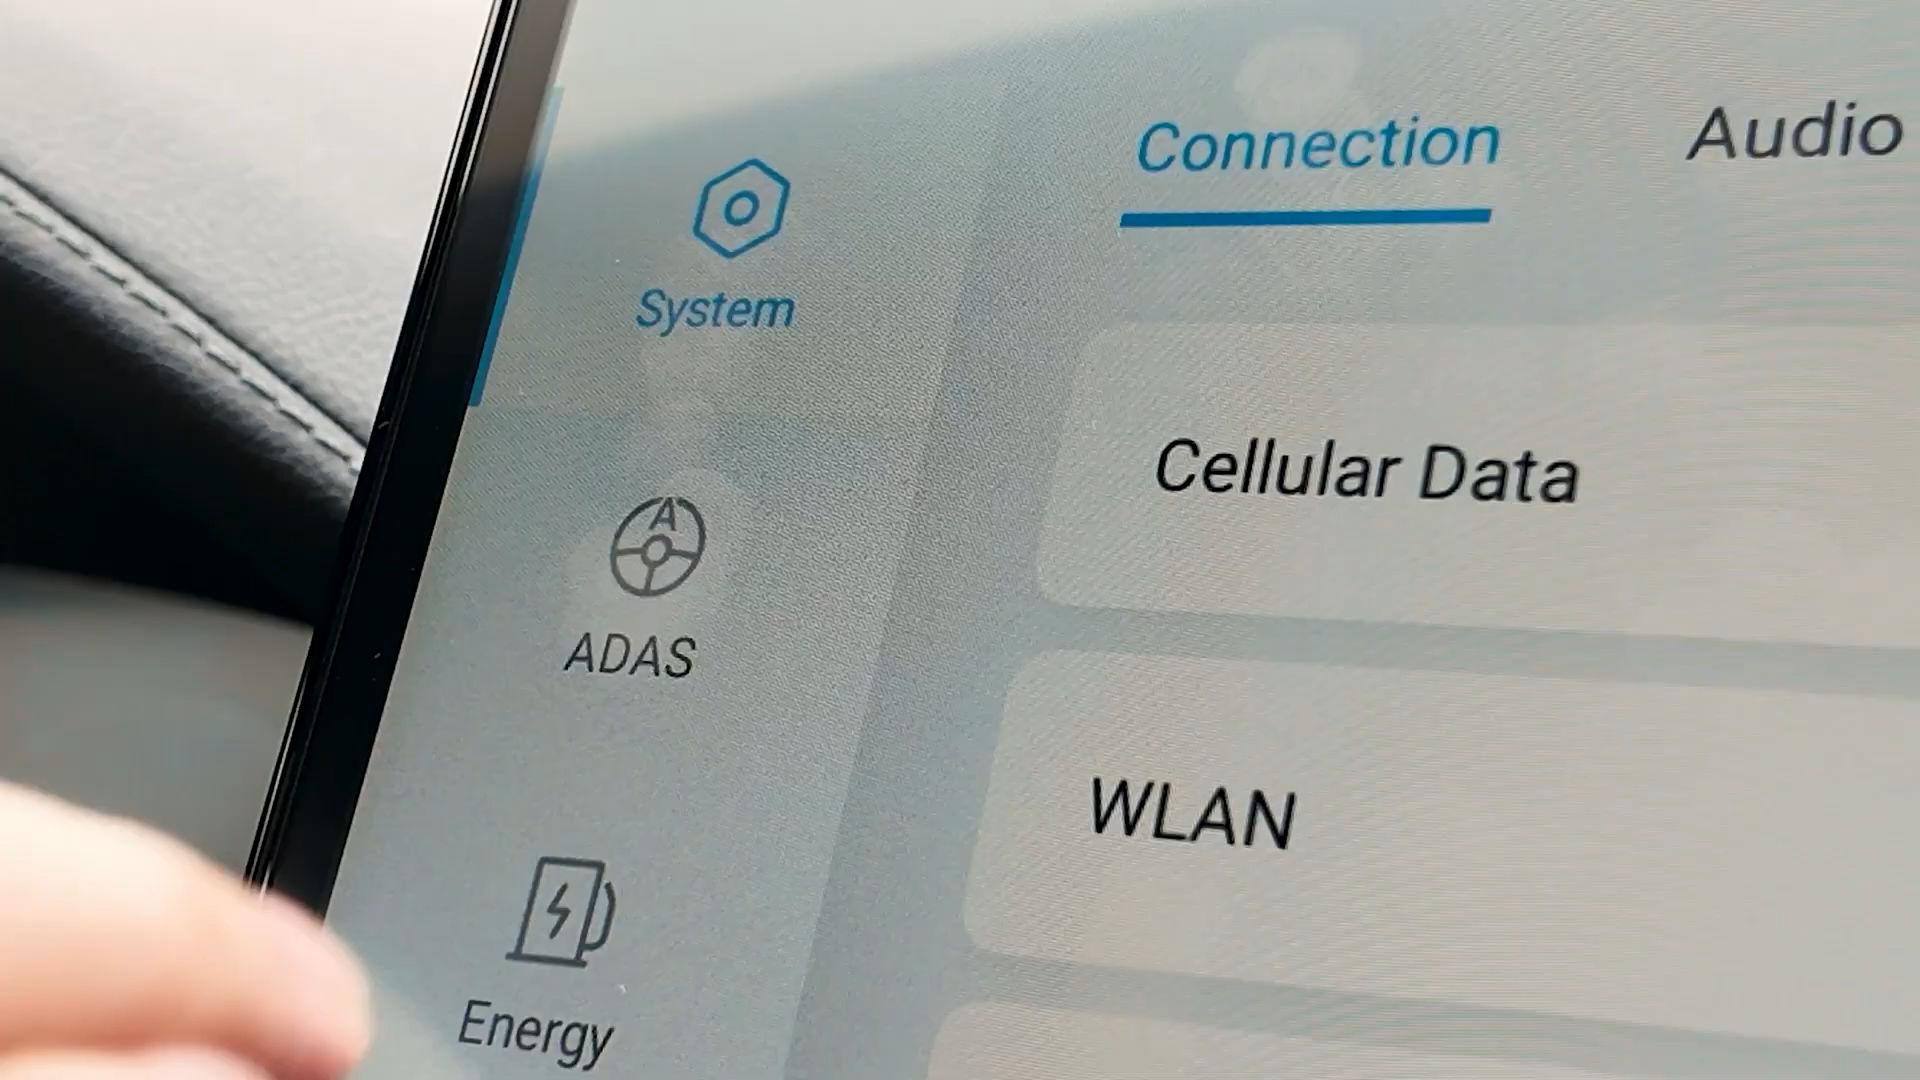 System
ADAS
Energy
Connection
Audio
Cellular Data
WLAN